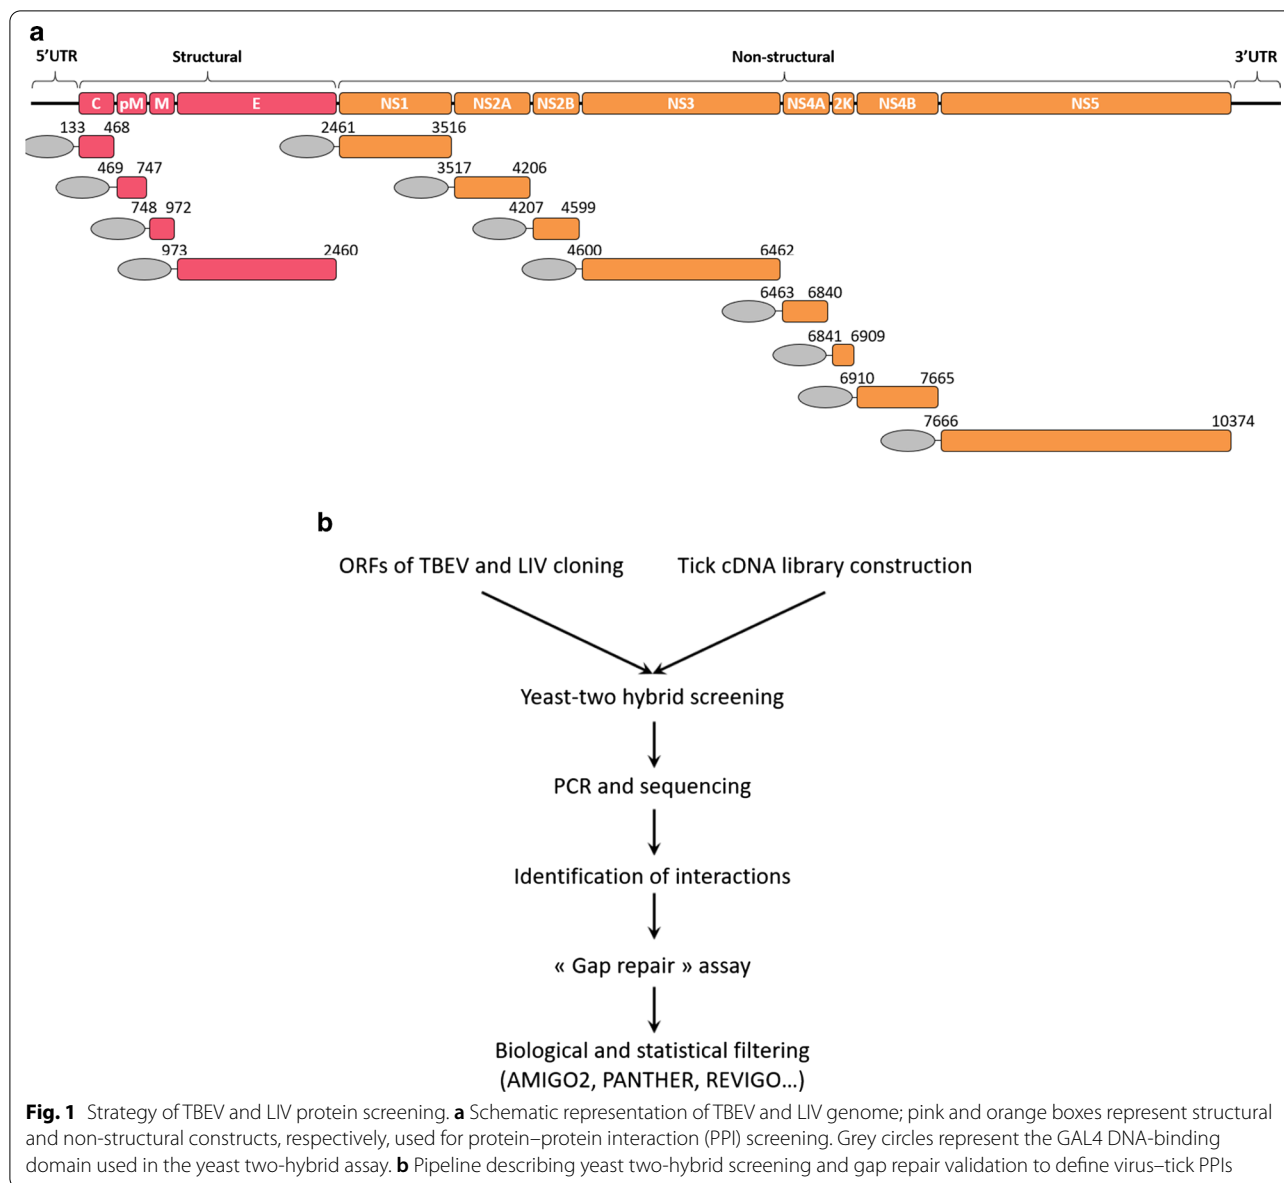 a
5'UTR Structural Non-structural 3'UTR
C pM M E NS1 NS2A NS2B NS3 NS4A 2K NS4B NS5
133 468 2461 3516
469 747 3517 4206
748 972 4207 4599
973 2460 4600 6462
6463 6840
6841 6909
6910 7665
7666 10374
b
ORFs of TBEV and LIV cloning Tick cDNA library construction
Yeast-two hybrid screening
PCR and sequencing
Identification of interactions
« Gap repair » assay
Biological and statistical filtering
(AMIGO2, PANTHER, REVIGO...)
Fig. 1 Strategy of TBEV and LIV protein screening. a Schematic representation of TBEV and LIV genome; pink and orange boxes represent structural
and non-structural constructs, respectively, used for protein–protein interaction (PPI) screening. Grey circles represent the GAL4 DNA-binding
domain used in the yeast two-hybrid assay. b Pipeline describing yeast two-hybrid screening and gap repair validation to define virus–tick PPIs